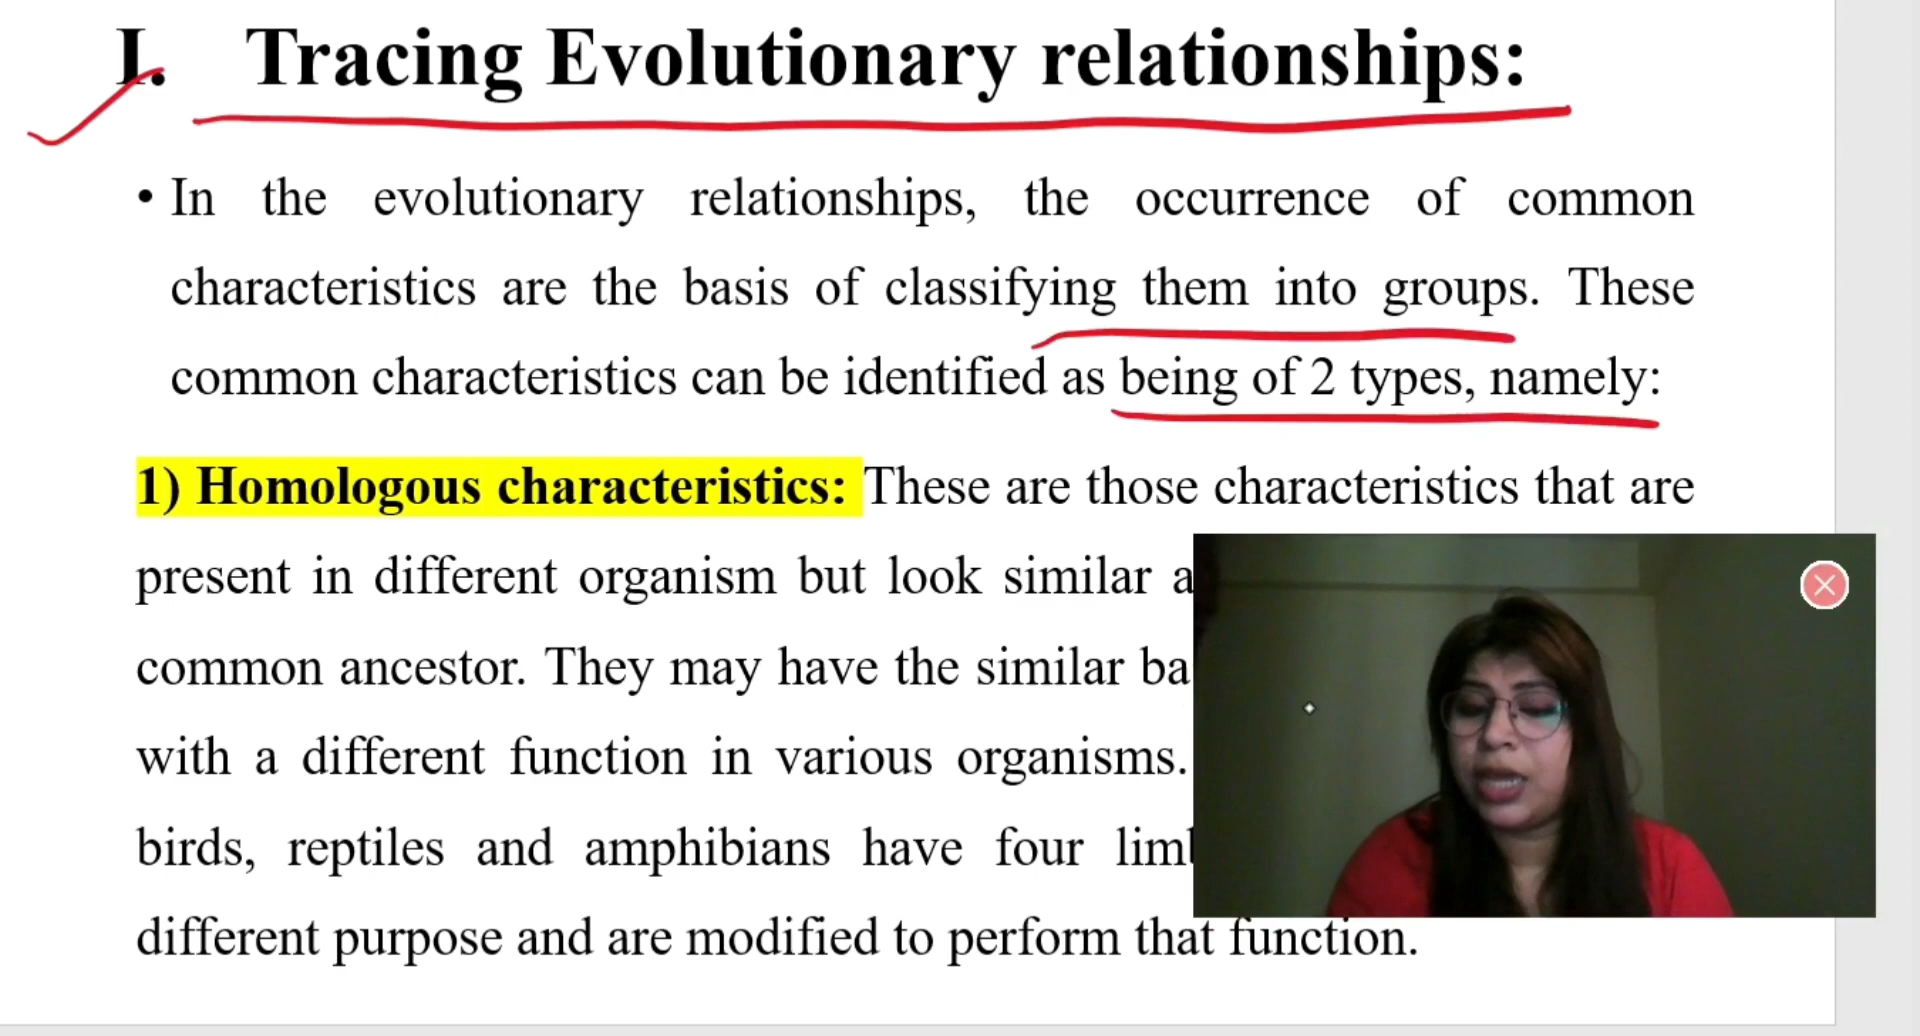 I. Tracing Evolutionary relationships:
• In the evolutionary relationships, the occurrence of common
characteristics are the basis of classifying them into groups. These
common characteristics can be identified as being of 2 types, namely:
1) Homologous characteristics: These are those characteristics that are
present in different organism but look similar
common ancestor. They may have the similar
with a different function in various organisms.
birds, reptiles and amphibians have four
different purpose and are modified to perform that function.